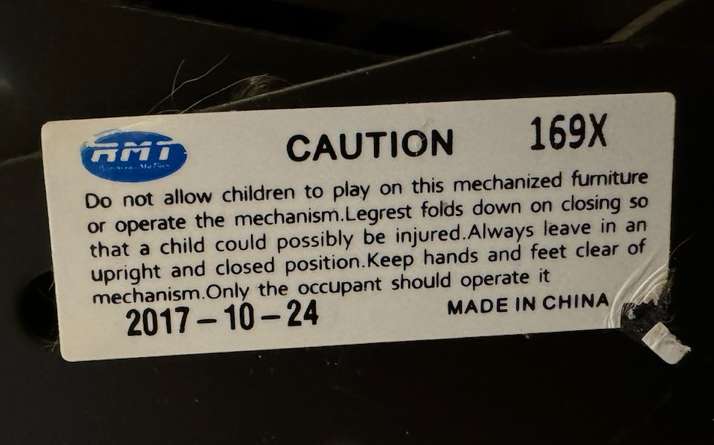 AMT
CAUTION
169X
Do not allow children to play on this mechanized furniture
or operate the mechanism.Legrest folds down on closing so
that a child could possibly be injured.Always leave in an
upright and closed position.Keep hands and feet clear of
mechanism.Only the occupant should operate it
2017-10-24
MADE IN CHINA